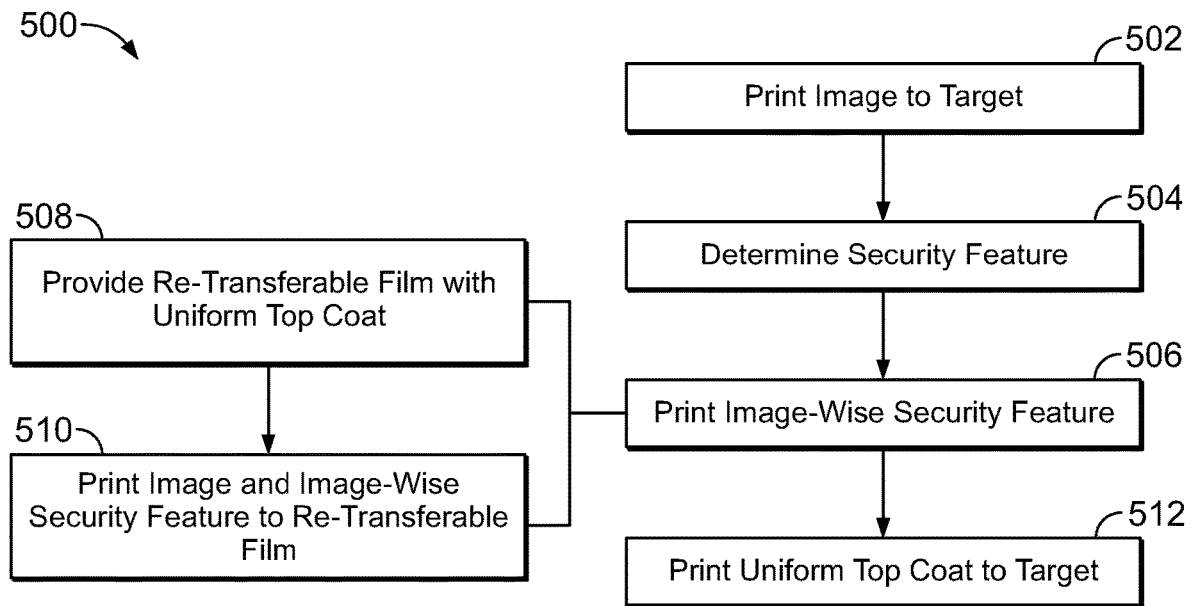 500
502
Print Image to Target
504
Determine Security Feature
508
Provide Re-Transferable Film with
Uniform Top Coat
506
Print Image-Wise Security Feature
510
Print Image and Image-Wise
Security Feature to Re-Transferable
Film
512
Print Uniform Top Coat to Target